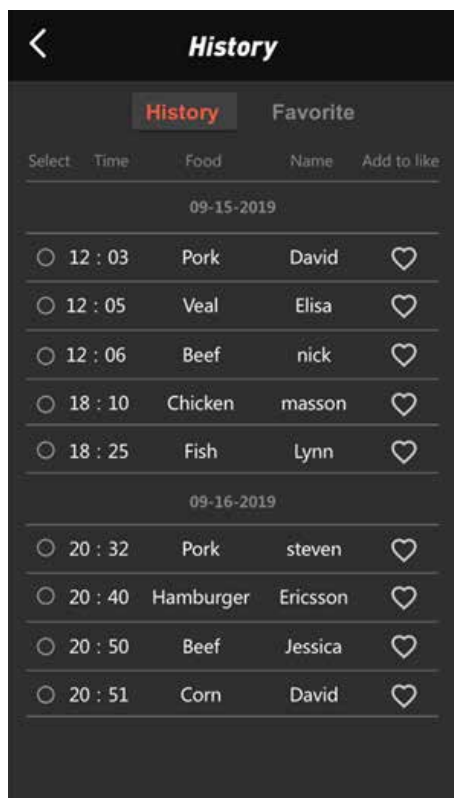 History
History Favorite
Select Time Food Name Add to like
09-15-2019
12 : 03 Pork David
12 : 05 Veal Elisa
12 : 06 Beef nick
18 : 10 Chicken masson
18 : 25 Fish Lynn
09-16-2019
20 : 32 Pork steven
20 : 40 Hamburger Ericsson
20 : 50 Beef Jessica
20 : 51 Corn David